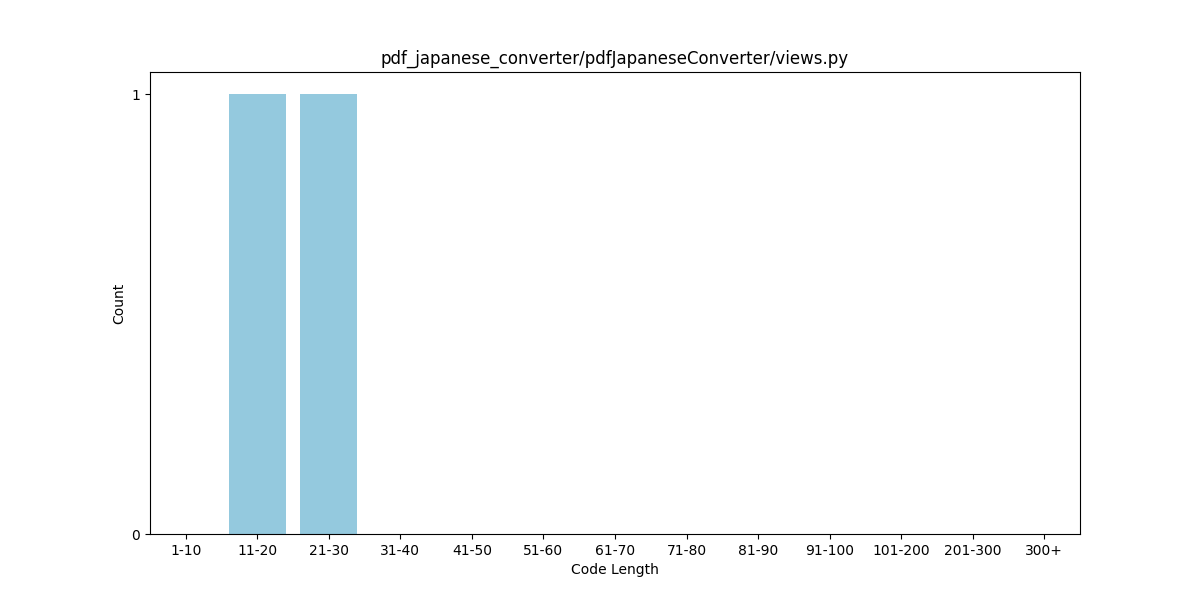 pdf_japanese_converter/pdfJapaneseConverter/views.py
1
Count
0
1-10 11-20 21-30 31-40 41-50 51-60 61-70 71-80 81-90 91-100 101-200 201-300 300+
Code Length